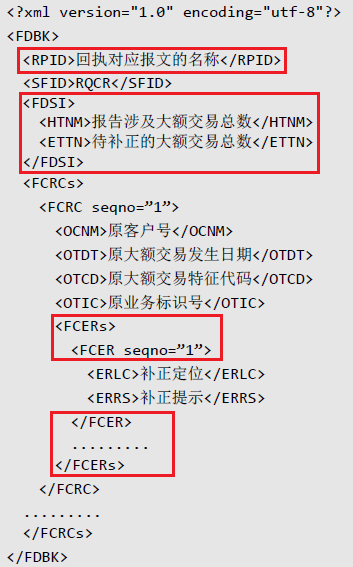 <?xml version="1.0" encoding="utf-8"?>
<FDBK>
<RPID>回执对应报文的名称</RPID>
<SFID>RQCR</SFID>
<FDSI>
<HTNM>报告涉及大额交易总数</HTNM>
<ETTN>待补正的大额交易总数</ETTN>
</FDSI>
<FCRCs>
<FCRC seqno=”1”>
<OCNM>原客户号</OCNM>
<OTDT>原大额交易发生日期</OTDT>
<OTCD>原大额交易特征代码</OTCD>
<OTIC>原业务标识号</OTIC>
<FCERs>
<FCER seqno=”1”>
<ERLC>补正定位</ERLC>
<ERRS>补正提示</ERRS>
</FCER>
.........
</FCERs>
</FCRC>
.........
</FCRCs>
</FDBK>